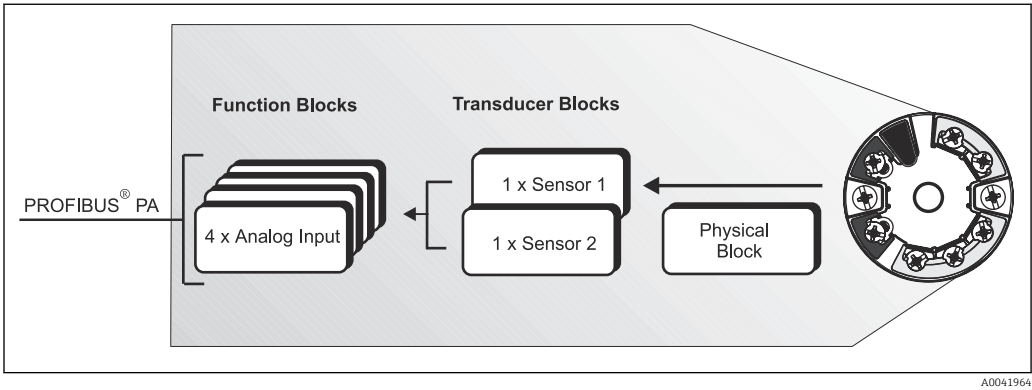 Function Blocks
Transducer Blocks
PROFIBUS® PA
4 x Analog Input
1 x Sensor 1
1 x Sensor 2
Physical
Block
A0041964